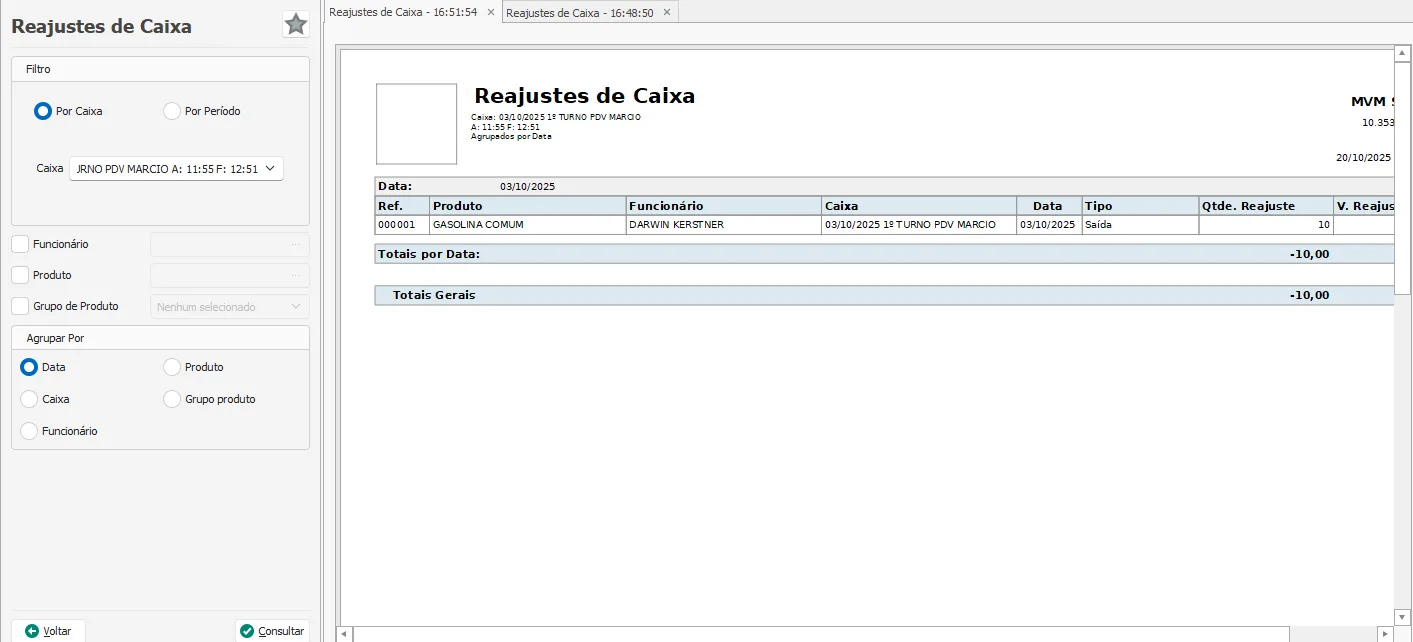 Reajustes de Caixa
Filtro
Por Caixa
Por Período
Caixa
JRNO PDV MARCIO A: 11:55 F: 12:51
Funcionário
...
Produto
...
Grupo de Produto
Nenhum selecionado
Agrupar Por
Data
Produto
Caixa
Grupo produto
Funcionário
Voltar
Consultar
Reajustes de Caixa - 16:51:54
Reajustes de Caixa - 16:48:50
Reajustes de Caixa
Caixa: 03/10/2025 1º TURNO PDV MARCIO
A: 11:55 F: 12:51
Agrupados por Data
MVM
10.353
20/10/2025
Data: 03/10/2025
Ref. Produto Funcionário Caixa Data Tipo Qtde. Reajuste V. Reajus
000001 GASOLINA COMUM DARWIN KERSTNER 03/10/2025 1º TURNO PDV MARCIO 03/10/2025 Saída 10
Totais por Data: -10,00
Totais Gerais -10,00